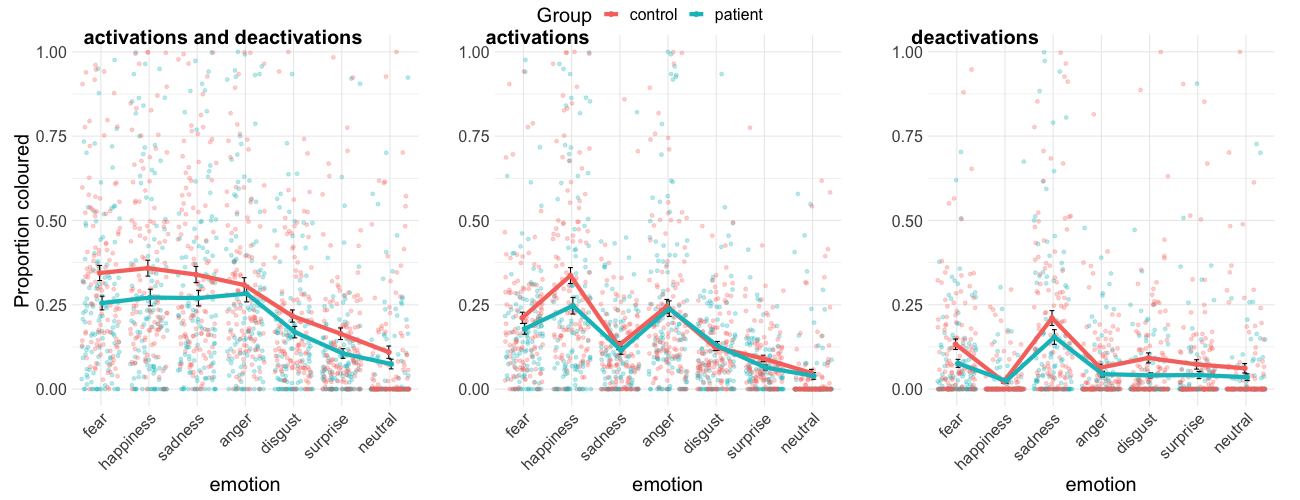 Group control patient
activations and deactivations
activations
deactivations
Proportion coloured
1.00
0.75
0.50
0.25
0.00
fear
happiness
sadness
anger
disgust
surprise
neutral
emotion
1.00
0.75
0.50
0.25
0.00
fear
happiness
sadness
anger
disgust
surprise
neutral
emotion
1.00
0.75
0.50
0.25
0.00
fear
happiness
sadness
anger
disgust
surprise
neutral
emotion